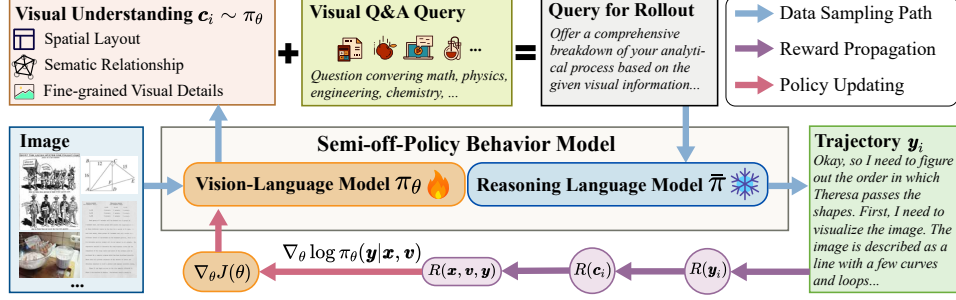 Visual Understanding c_i ∼ π_θ
Spatial Layout
Sematic Relationship
Fine-grained Visual Details
+
Visual Q&A Query
...
Question convering math, physics,
engineering, chemistry, ...
=
Query for Rollout
Offer a comprehensive
breakdown of your analyti-
cal process based on the
given visual information...
Data Sampling Path
Reward Propagation
Policy Updating
Image
...
Semi-off-Policy Behavior Model
Vision-Language Model π_θ
Reasoning Language Model π̄
Trajectory y_i
Okay, so I need to figure
out the order in which
Theresa passes the
shapes. First, I need to
visualize the image. The
image is described as a
line with a few curves
and loops...
∇_θ log π_θ(y|x, v)
∇_θ J(θ)
R(x, v, y)
R(c_i)
R(y_i)